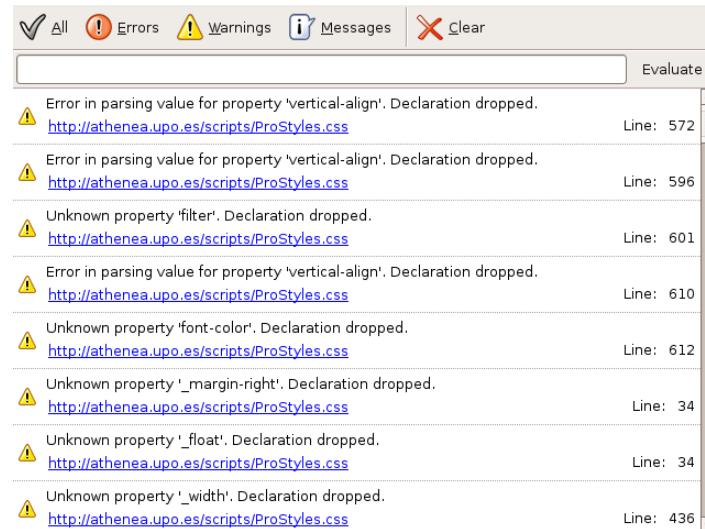 All Errors Warnings Messages Clear
Evaluate
Error in parsing value for property 'vertical-align'. Declaration dropped.
http://athenea.upo.es/scripts/ProStyles.css Line: 572
Error in parsing value for property 'vertical-align'. Declaration dropped.
http://athenea.upo.es/scripts/ProStyles.css Line: 596
Unknown property 'filter'. Declaration dropped.
http://athenea.upo.es/scripts/ProStyles.css Line: 601
Error in parsing value for property 'vertical-align'. Declaration dropped.
http://athenea.upo.es/scripts/ProStyles.css Line: 610
Unknown property 'font-color'. Declaration dropped.
http://athenea.upo.es/scripts/ProStyles.css Line: 612
Unknown property '_margin-right'. Declaration dropped.
http://athenea.upo.es/scripts/ProStyles.css Line: 34
Unknown property '_float'. Declaration dropped.
http://athenea.upo.es/scripts/ProStyles.css Line: 34
Unknown property '_width'. Declaration dropped.
http://athenea.upo.es/scripts/ProStyles.css Line: 436